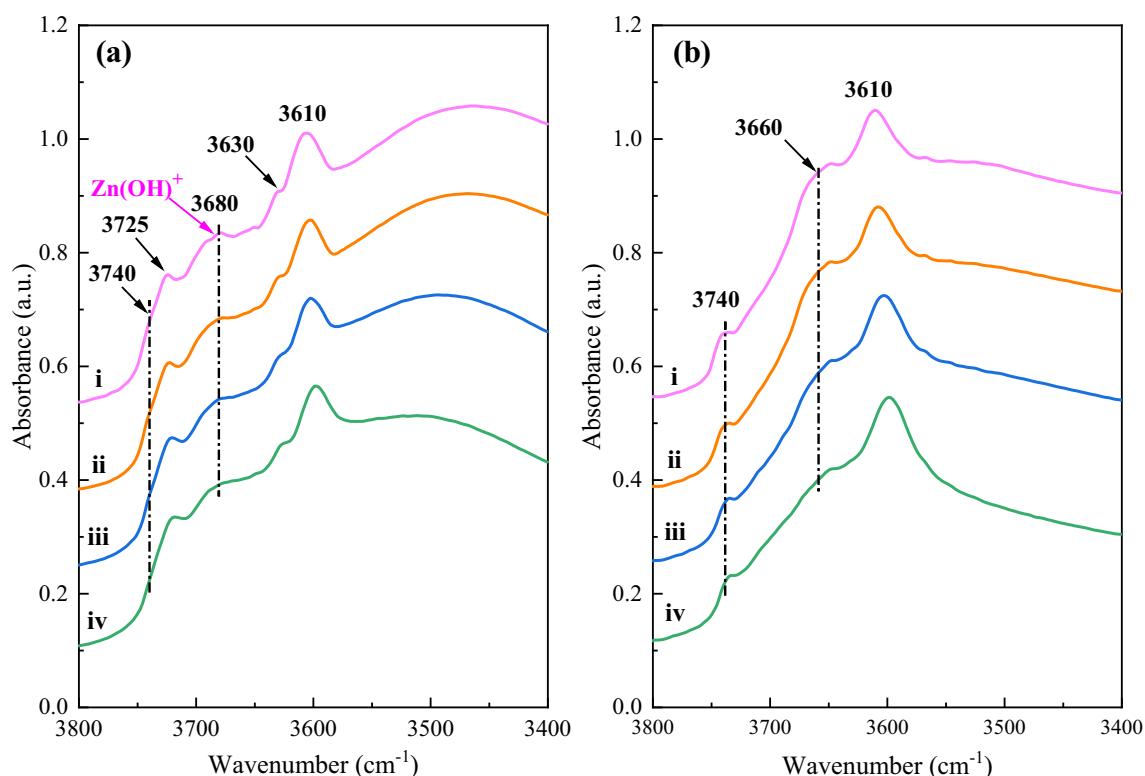 (a)
1.2
1.0
0.8
0.6
0.4
0.2
0.0
Absorbance (a.u.)
3610
3630
Zn(OH)+
3680
3725
3740
i
ii
iii
iv
3800 3700 3600 3500 3400
Wavenumber (cm-1)
(b)
1.2
1.0
0.8
0.6
0.4
0.2
0.0
Absorbance (a.u.)
3610
3660
3740
i
ii
iii
iv
3800 3700 3600 3500 3400
Wavenumber (cm-1)